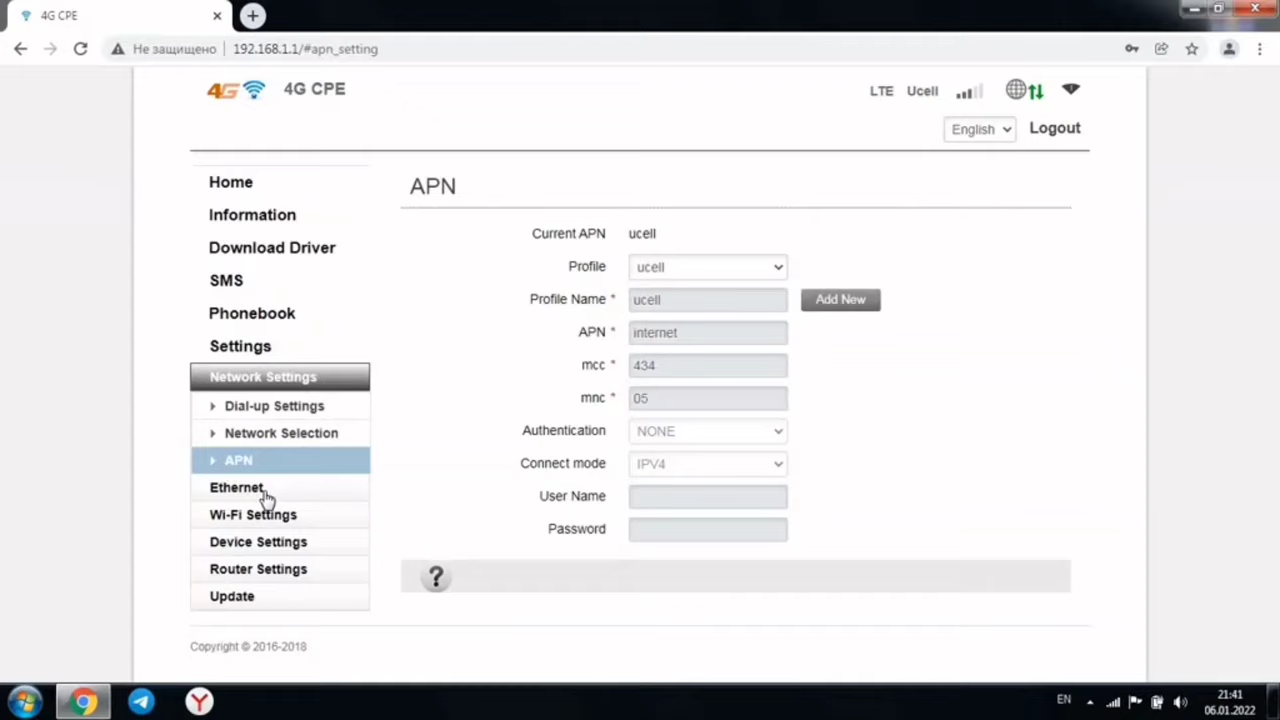 4G CPE
Не защищено
192.168.1.1/#apn_setting
4G
4G CPE
LTE Ucell
English
Logout
Home
Information
Download Driver
SMS
Phonebook
Settings
Network Settings
Dial-up Settings
Network Selection
APN
Ethernet
Wi-Fi Settings
Device Settings
Router Settings
Update
APN
Current APN ucell
Profile ucell
Profile Name * ucell Add New
APN * internet
mcc * 434
mnc * 05
Authentication NONE
Connect mode IPV4
User Name
Password
?
Copyright © 2016-2018
Y
EN
21:41
06.01.2022